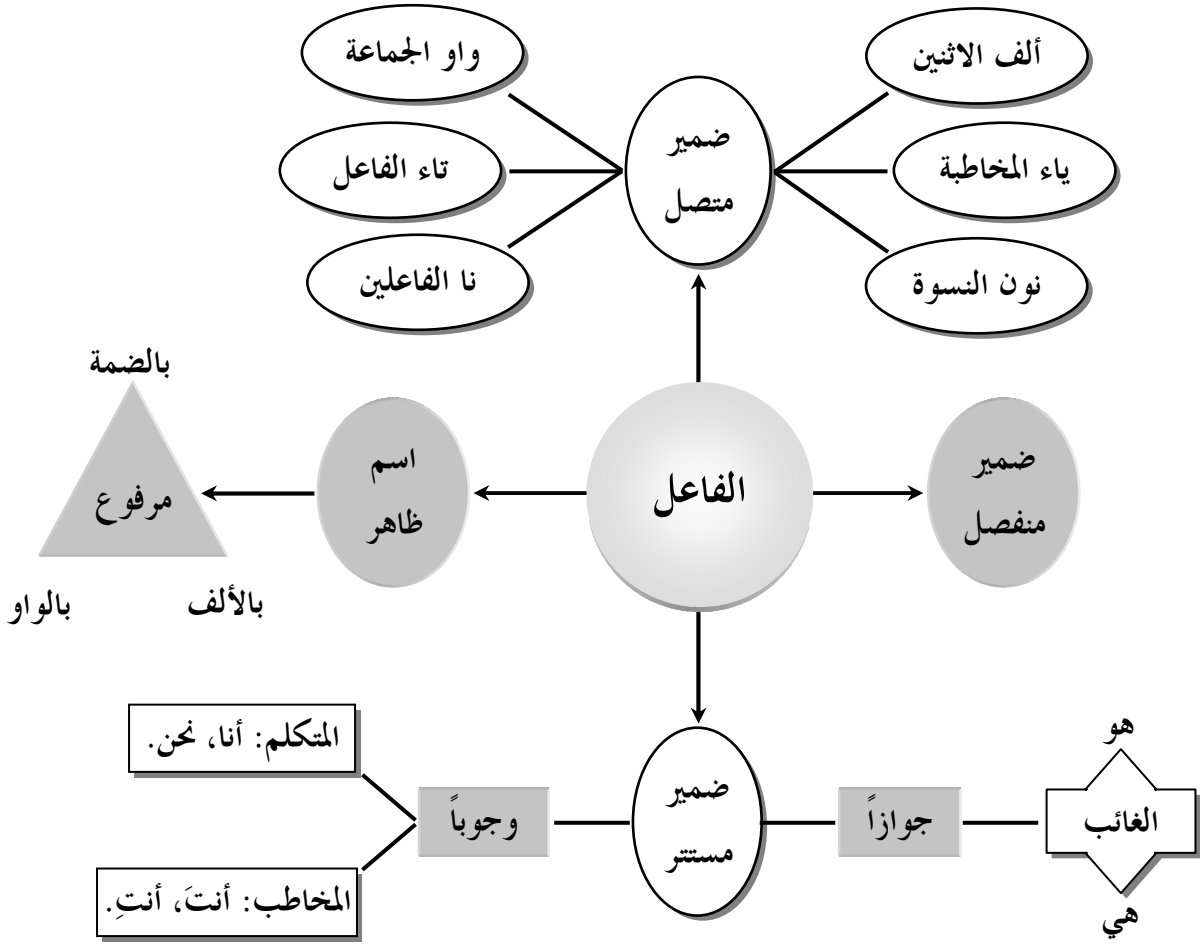 ألف الاثنين
واو الجماعة
ضمير
متصل
ياء المخاطبة
تاء الفاعل
نون النسوة
نا الفاعلين
بالضمة
ضمير
منفصل
الفاعل
اسم
ظاهر
مرفوع
بالألف
بالواو
هو
الغائب
هي
جوازاً
ضمير
مستتر
وجوباً
المتكلم: أنا، نحن.
المخاطب: أنتَ، أنتِ.